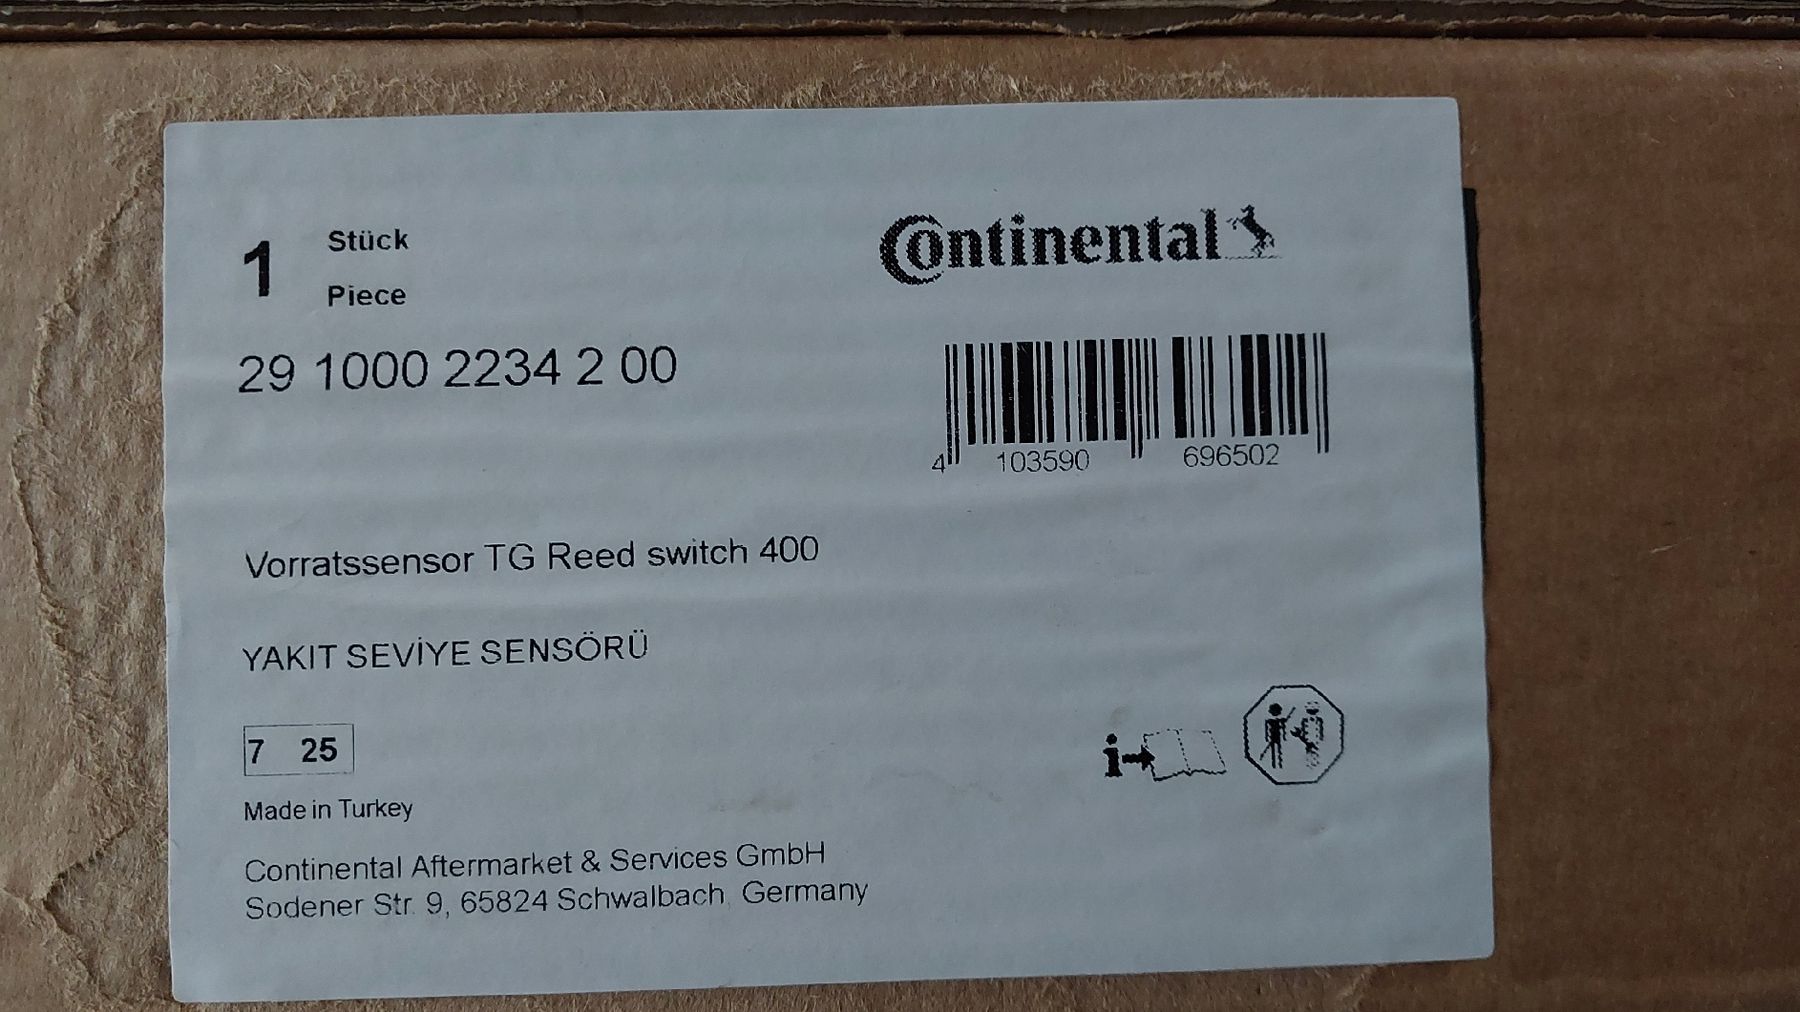 1 Stück
Piece
Continental
29 1000 2234 2 00
4 103590 696502
Vorratssensor TG Reed switch 400
YAKIT SEVİYE SENSÖRÜ
7 25
Made in Turkey
i
Continental Aftermarket & Services GmbH
Sodener Str. 9, 65824 Schwalbach, Germany